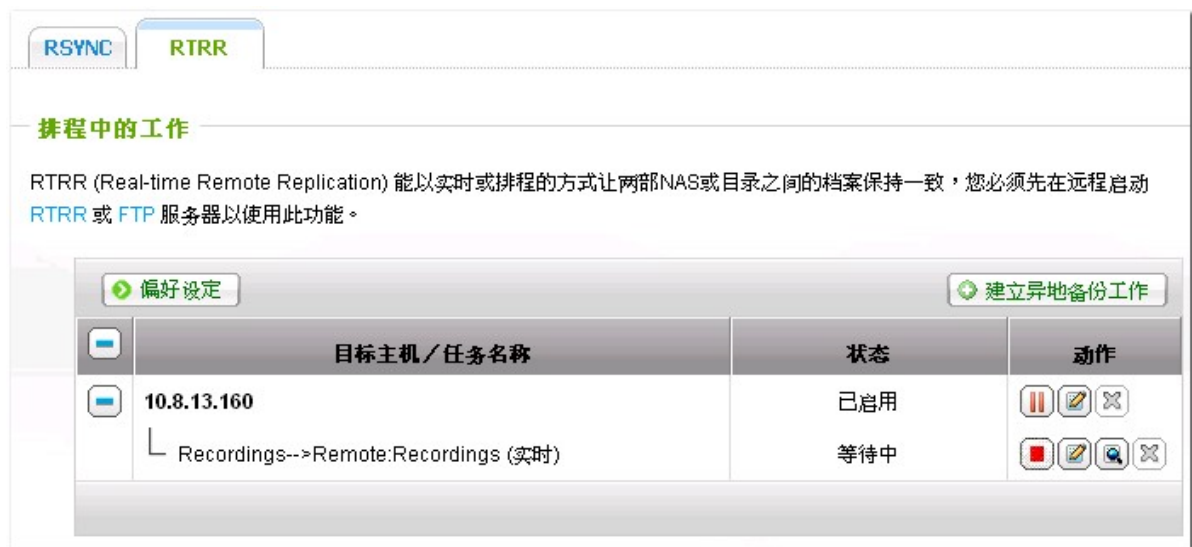 RSYNC RTRR
排程中的工作
RTRR (Real-time Remote Replication) 能以实时或排程的方式让两部NAS或目录之间的档案保持一致，您必须先在远程启动
RTRR 或 FTP 服务器以使用此功能。
偏好设定 建立异地备份工作
目标主机／任务名称 状态 动作
10.8.13.160 已启用
Recordings-->Remote:Recordings (实时) 等待中